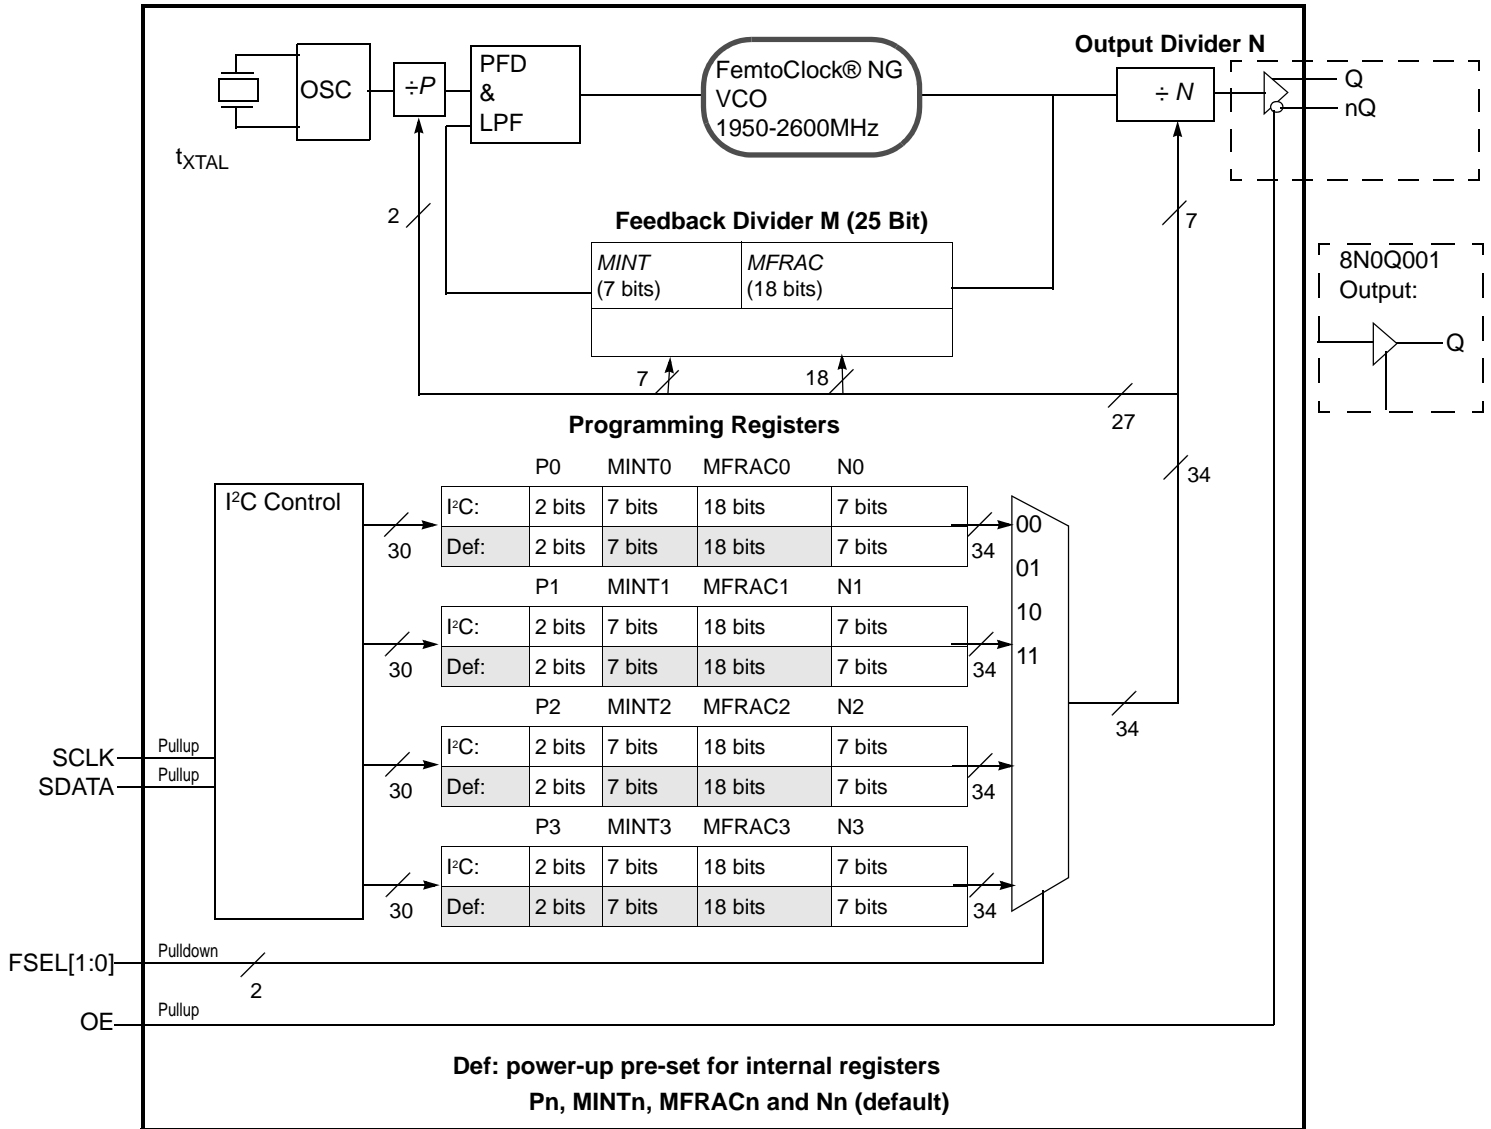 Output Divider N
OSC
÷P
PFD
&
LPF
FemtoClock® NG
VCO
1950-2600MHz
÷ N
Q
nQ
tXTAL
2
7
Feedback Divider M (25 Bit)
MINT
(7 bits)
MFRAC
(18 bits)
8N0Q001
Output:
Q
7
18
27
Programming Registers
34
P0 MINT0 MFRAC0 N0
I²C Control
30
I²C: 2 bits 7 bits 18 bits 7 bits
Def: 2 bits 7 bits 18 bits 7 bits
34
00
01
10
11
P1 MINT1 MFRAC1 N1
30
I²C: 2 bits 7 bits 18 bits 7 bits
Def: 2 bits 7 bits 18 bits 7 bits
34
P2 MINT2 MFRAC2 N2
34
SCLK Pullup
SDATA Pullup
30
I²C: 2 bits 7 bits 18 bits 7 bits
Def: 2 bits 7 bits 18 bits 7 bits
34
P3 MINT3 MFRAC3 N3
30
I²C: 2 bits 7 bits 18 bits 7 bits
Def: 2 bits 7 bits 18 bits 7 bits
34
FSEL[1:0] Pulldown
2
OE Pullup
Def: power-up pre-set for internal registers
Pn, MINTn, MFRACn and Nn (default)